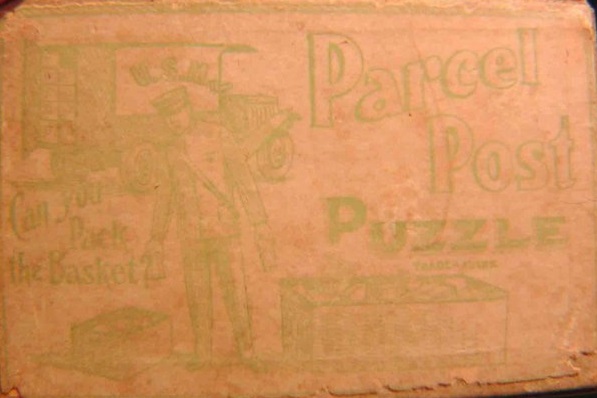 U.S.M.
Parcel
Post
Puzzle
TRADE-MARK
Can you
Pack
the Basket?